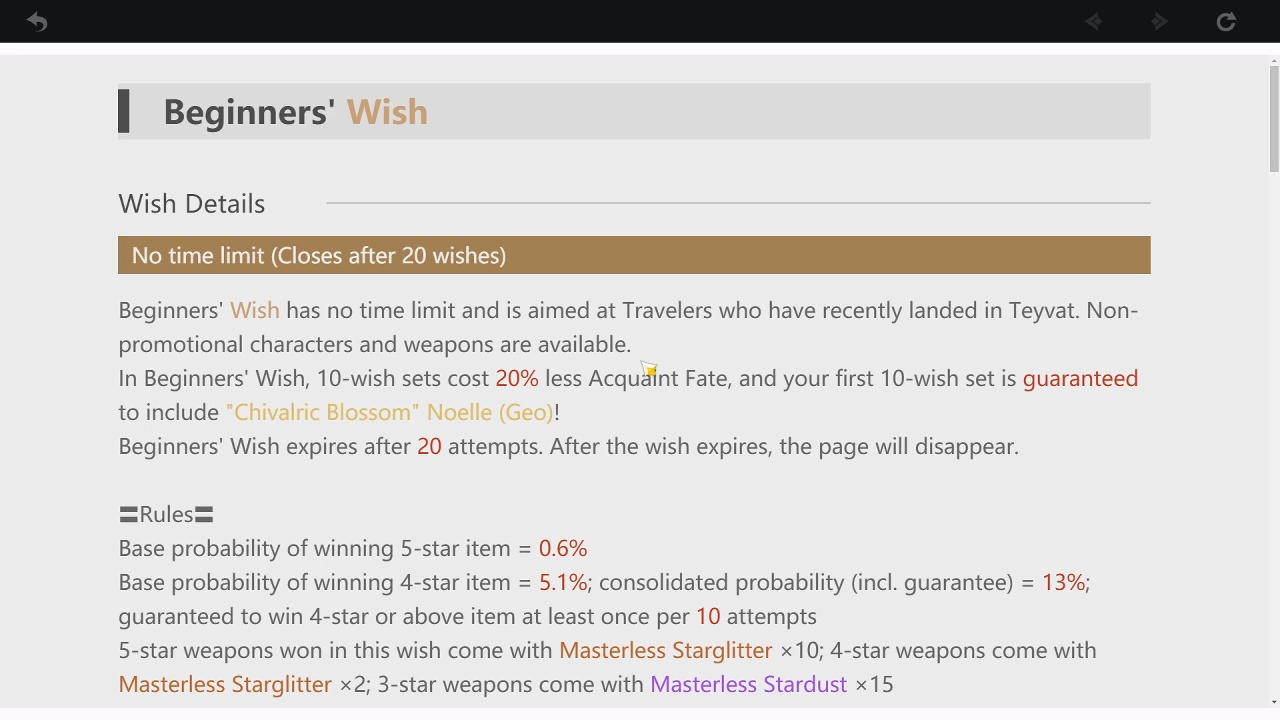 Beginners' Wish
Wish Details
No time limit (Closes after 20 wishes)
Beginners' Wish has no time limit and is aimed at Travelers who have recently landed in Teyvat. Non-
promotional characters and weapons are available.
In Beginners' Wish, 10-wish sets cost 20% less Acquaint Fate, and your first 10-wish set is guaranteed
to include "Chivalric Blossom" Noelle (Geo)!
Beginners' Wish expires after 20 attempts. After the wish expires, the page will disappear.
〓Rules〓
Base probability of winning 5-star item = 0.6%
Base probability of winning 4-star item = 5.1%; consolidated probability (incl. guarantee) = 13%;
guaranteed to win 4-star or above item at least once per 10 attempts
5-star weapons won in this wish come with Masterless Starglitter ×10; 4-star weapons come with
Masterless Starglitter ×2; 3-star weapons come with Masterless Stardust ×15